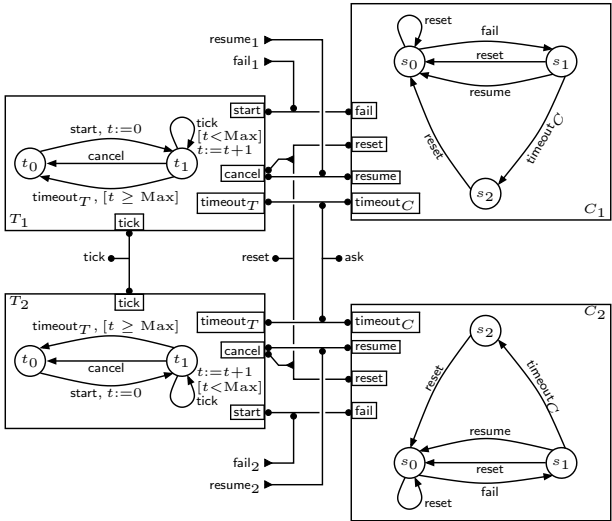 resume1
fail1
reset
s0
fail
reset
resume
s1
reset
timeoutC
s2
C1
start
fail
reset
cancel
resume
timeoutT
timeoutC
start, t:=0
tick
[t<Max]
t:=t+1
t0
cancel
t1
timeoutT, [t ≥ Max]
T1
tick
tick
reset
ask
tick
T2
timeoutT
timeoutC
cancel
resume
reset
start
fail
timeoutT, [t ≥ Max]
t0
cancel
t1
t:=t+1
[t<Max]
tick
start, t:=0
C2
s2
reset
timeoutC
resume
s0
reset
s1
fail
reset
fail2
resume2